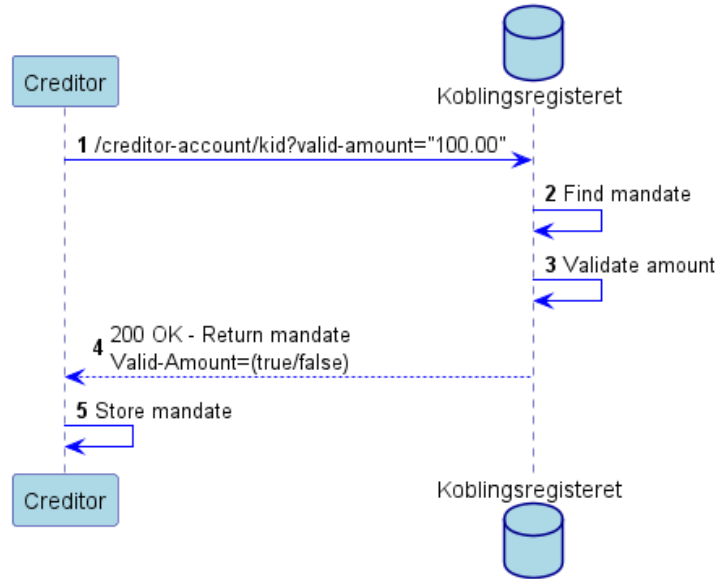 Creditor
Koblingsregisteret
1 /creditor-account/kid?valid-amount="100.00"
2 Find mandate
3 Validate amount
4 200 OK - Return mandate
Valid-Amount=(true/false)
5 Store mandate
Creditor
Koblingsregisteret